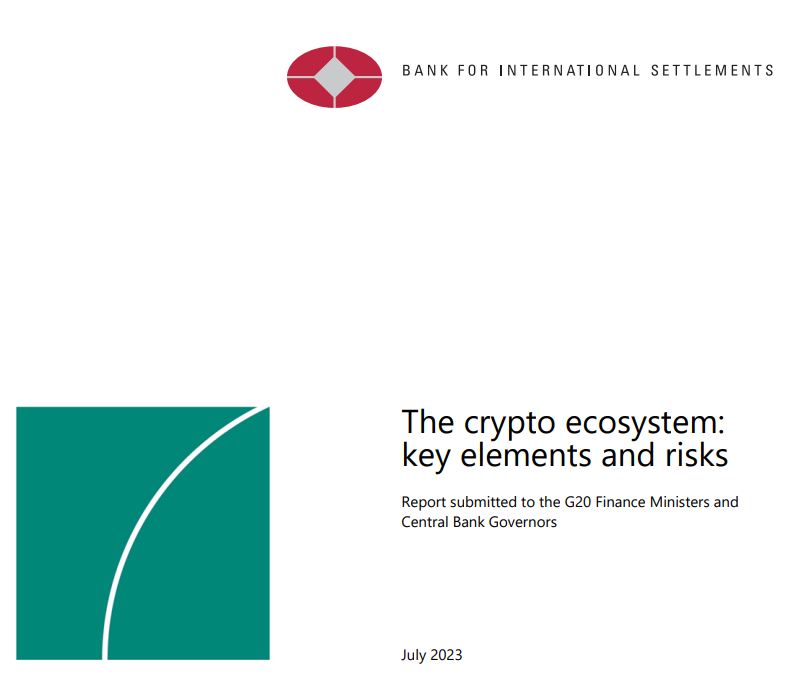 BANK FOR INTERNATIONAL SETTLEMENTS
The crypto ecosystem:
key elements and risks
Report submitted to the G20 Finance Ministers and
Central Bank Governors
July 2023